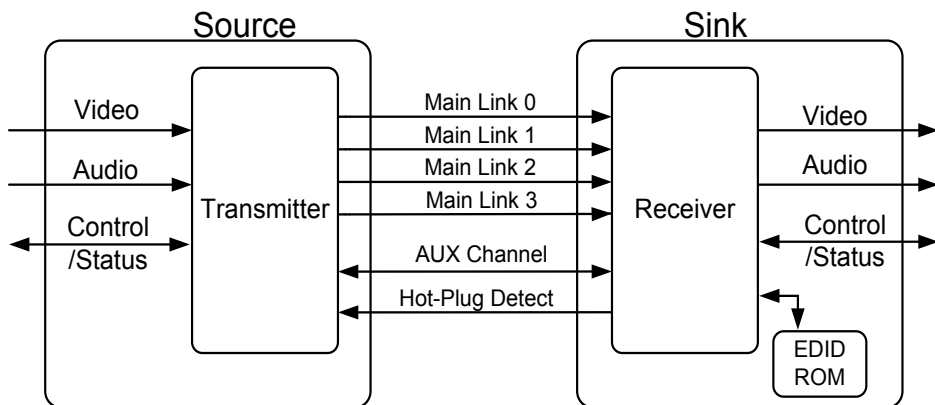 Source
Sink
Video
Audio
Control
/Status
Transmitter
Main Link 0
Main Link 1
Main Link 2
Main Link 3
AUX Channel
Hot-Plug Detect
Receiver
Video
Audio
Control
/Status
EDID
ROM